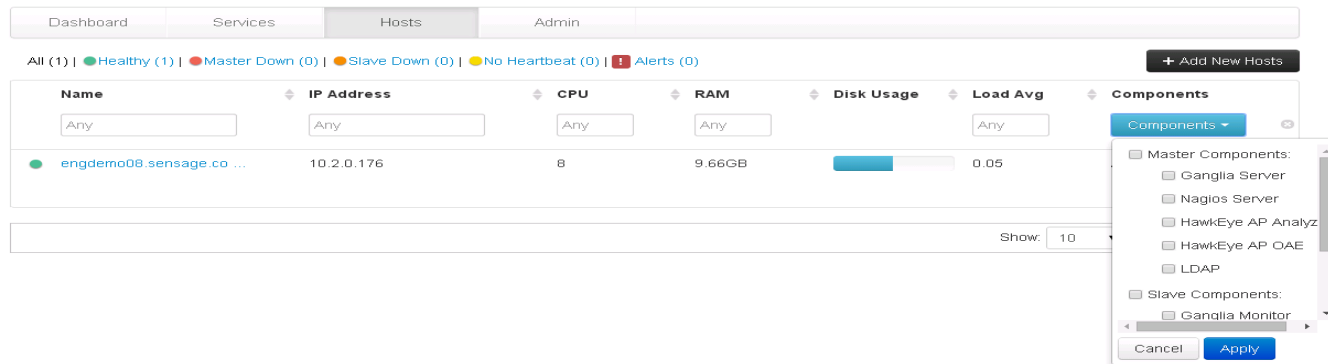 Dashboard Services Hosts Admin
All (1) | Healthy (1) | Master Down (0) | Slave Down (0) | No Heartbeat (0) | ! Alerts (0)
+ Add New Hosts
Name IP Address CPU RAM Disk Usage Load Avg Components
Any Any Any Any Any Components
engdemo08.sensage.co ... 10.2.0.176 8 9.66GB 0.05
Master Components:
Ganglia Server
Nagios Server
HawkEye AP Analyz
HawkEye AP OAE
LDAP
Slave Components:
Ganglia Monitor
Show: 10
Cancel Apply